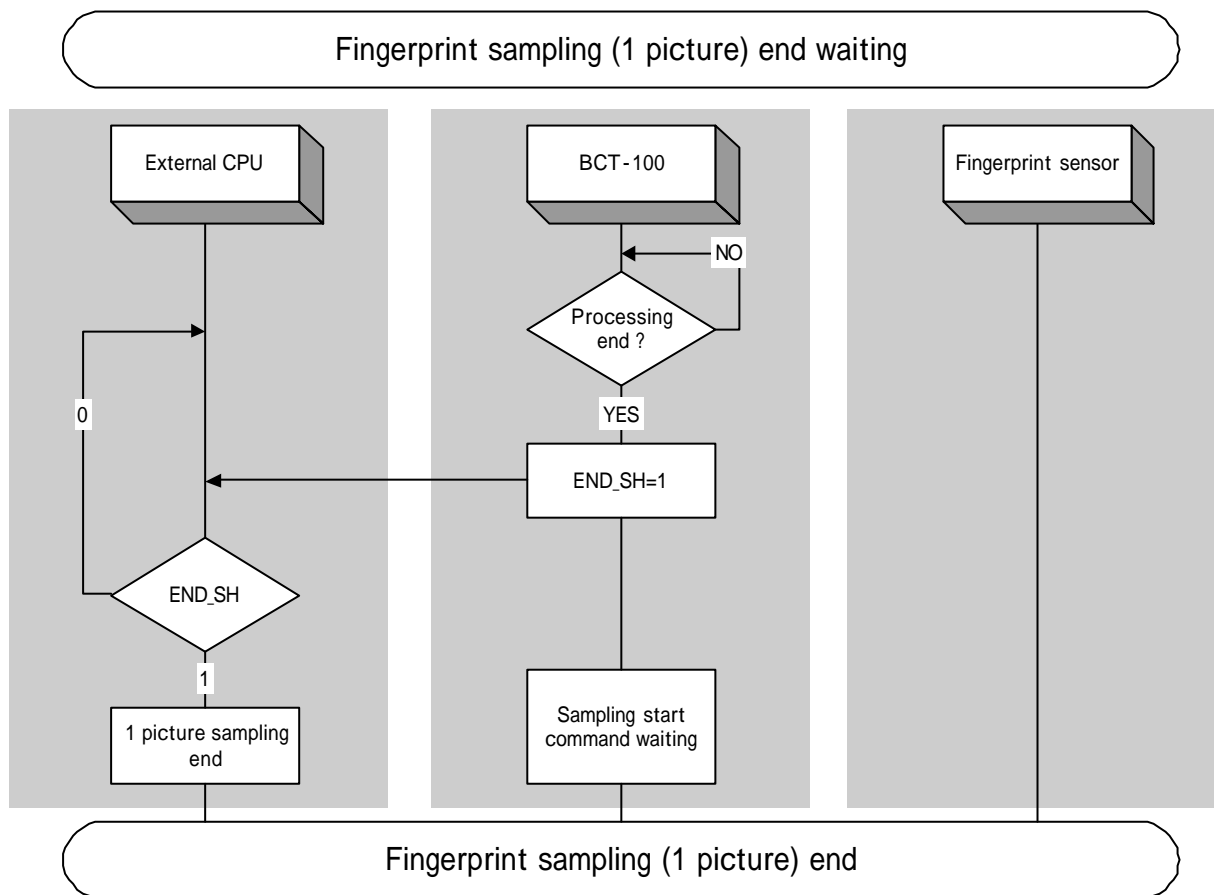 Fingerprint sampling (1 picture) end waiting
External CPU
BCT-100
Fingerprint sensor
NO
Processing
end ?
0
YES
END_SH=1
END_SH
1
1 picture sampling
end
Sampling start
command waiting
Fingerprint sampling (1 picture) end